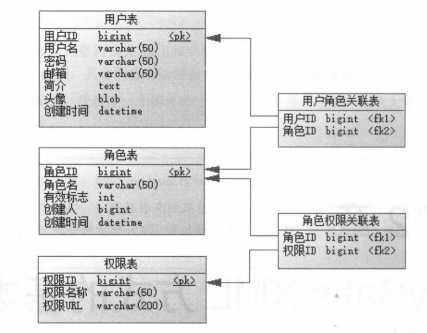 用户表
用户ID bigint <pk>
用户名 varchar(50)
密码 varchar(50)
邮箱 varchar(50)
简介 text
头像 blob
创建时间 datetime
用户角色关联表
用户ID bigint <fk1>
角色ID bigint <fk2>
角色表
角色ID bigint <pk>
角色名 varchar(50)
有效标志 int
创建人 bigint
创建时间 datetime
角色权限关联表
角色ID bigint <fk1>
权限ID bigint <fk2>
权限表
权限ID bigint <pk>
权限名称 varchar(50)
权限URL varchar(200)